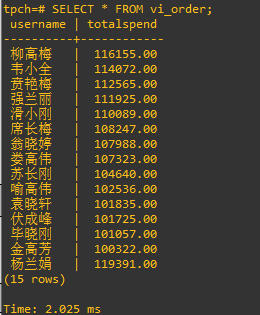 tpch=# SELECT * FROM vi_order;
username | totalspend
----------+------------
柳高梅 | 116155.00
韦小全 | 114072.00
贲艳梅 | 112565.00
强兰丽 | 111925.00
滑小刚 | 110089.00
席长梅 | 108247.00
翁晓婷 | 107988.00
娄高伟 | 107323.00
苏长刚 | 104640.00
喻高伟 | 102536.00
袁晓轩 | 101835.00
伏成峰 | 101725.00
毕晓刚 | 101057.00
金高芳 | 100322.00
杨兰娟 | 119391.00
(15 rows)
Time: 2.025 ms